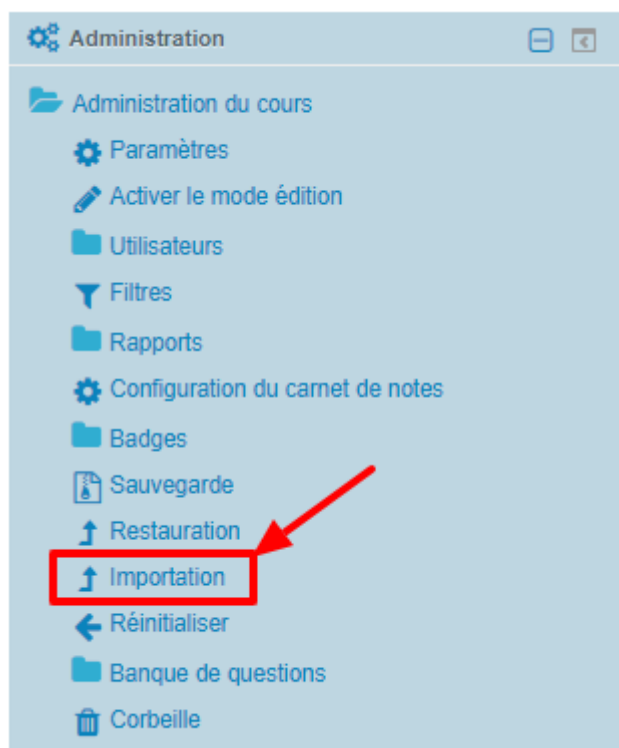 Administration
Administration du cours
Paramètres
Activer le mode édition
Utilisateurs
Filtres
Rapports
Configuration du carnet de notes
Badges
Sauvegarde
Restauration
Importation
Réinitialiser
Banque de questions
Corbeille